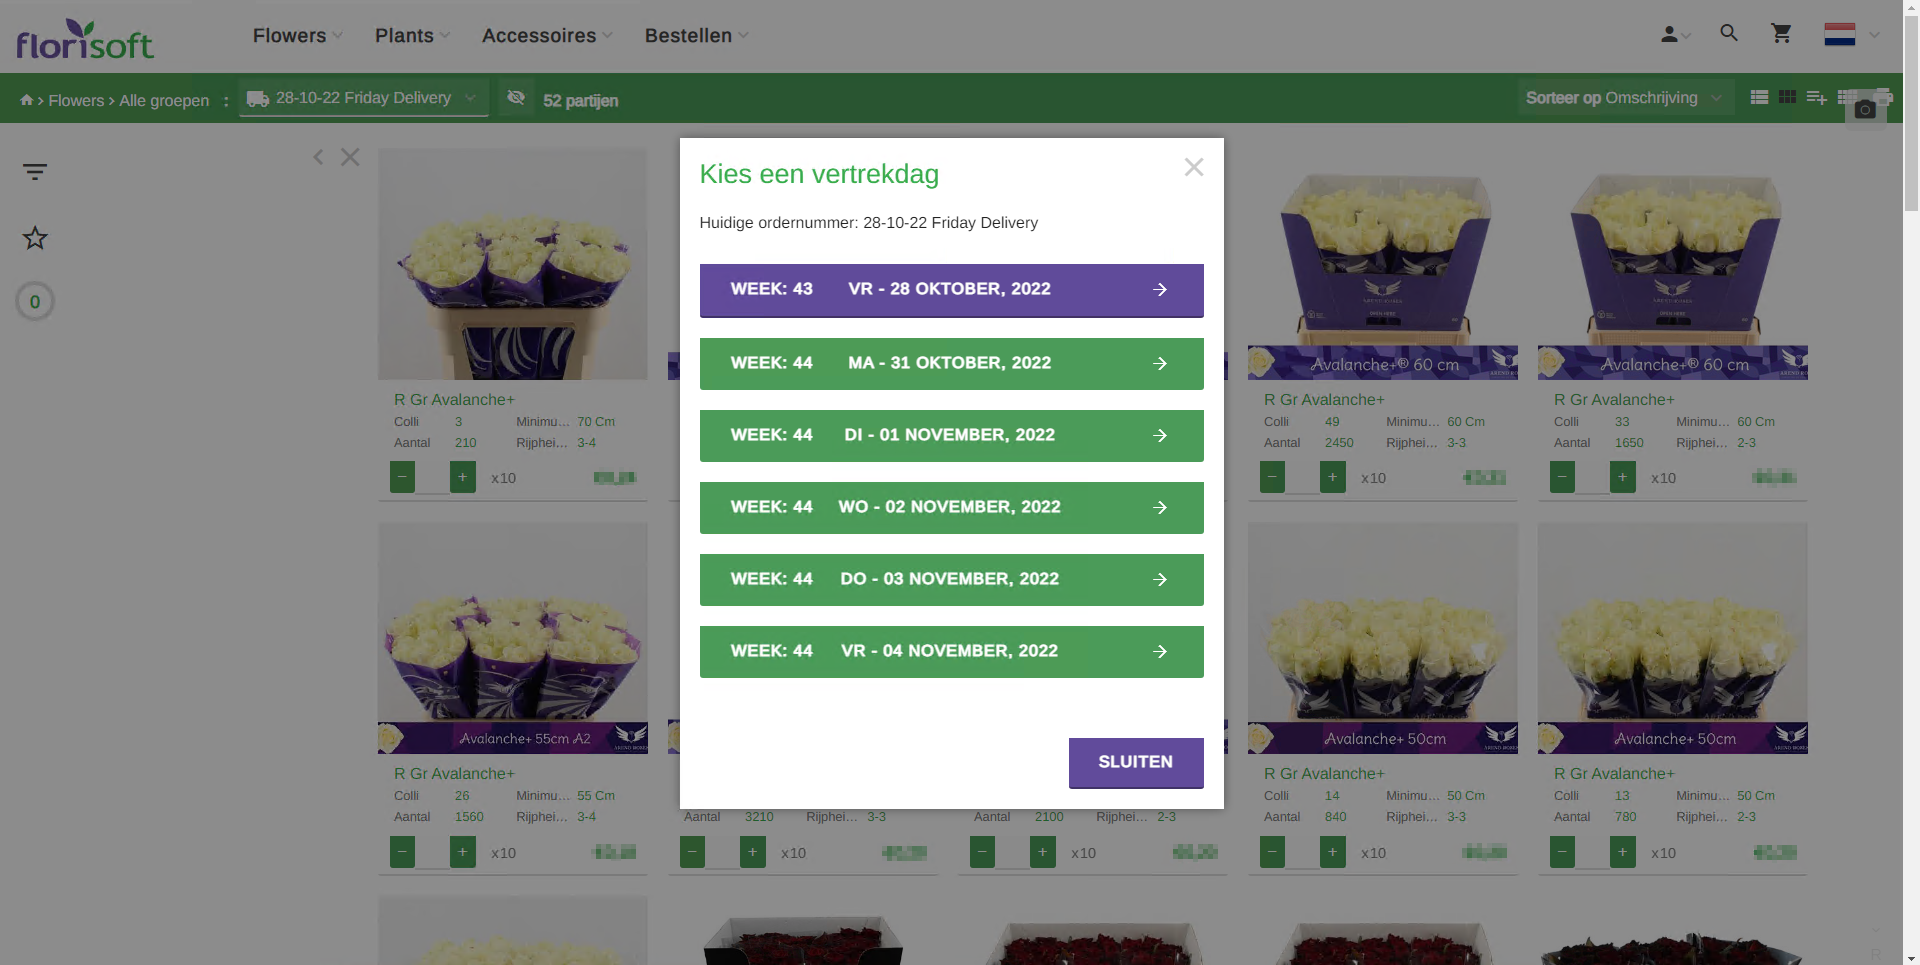 florisoft
Flowers Plants Accessoires Bestellen
Flowers Alle groepen : 28-10-22 Friday Delivery 52 partijen Sorteer op Omschrijving
Kies een vertrekdag
Huidige ordernummer: 28-10-22 Friday Delivery
WEEK: 43 VR - 28 OKTOBER, 2022
WEEK: 44 MA - 31 OKTOBER, 2022
WEEK: 44 DI - 01 NOVEMBER, 2022
WEEK: 44 WO - 02 NOVEMBER, 2022
WEEK: 44 DO - 03 NOVEMBER, 2022
WEEK: 44 VR - 04 NOVEMBER, 2022
SLUITEN
0
Avalanche+® 60 cm
Avalanche+® 60 cm
R Gr Avalanche+
Colli 3 Minimu... 70 Cm
Aantal 210 Rijphei... 3-4
- + x10
R Gr Avalanche+
Colli 49 Minimu... 60 Cm
Aantal 2450 Rijphei... 3-3
- + x10
R Gr Avalanche+
Colli 33 Minimu... 60 Cm
Aantal 1650 Rijphei... 2-3
- + x10
Avalanche+ 55cm A2
Avalanche+ 50cm
Avalanche+ 50cm
R Gr Avalanche+
Colli 26 Minimu... 55 Cm
Aantal 1560 Rijphei... 3-4
- + x10
Aantal 3210 Rijphei... 3-3
- + x10
Aantal 2100 Rijphei... 2-3
- + x10
R Gr Avalanche+
Colli 14 Minimu... 50 Cm
Aantal 840 Rijphei... 3-3
- + x10
R Gr Avalanche+
Colli 13 Minimu... 50 Cm
Aantal 780 Rijphei... 2-3
- + x10